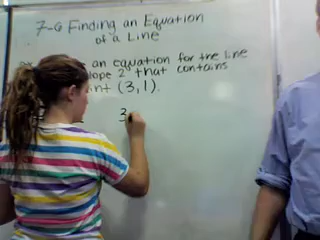 7-6 Finding an Equation
of a Line
an equation for the line
slope 2 that contains
(3,1).
3